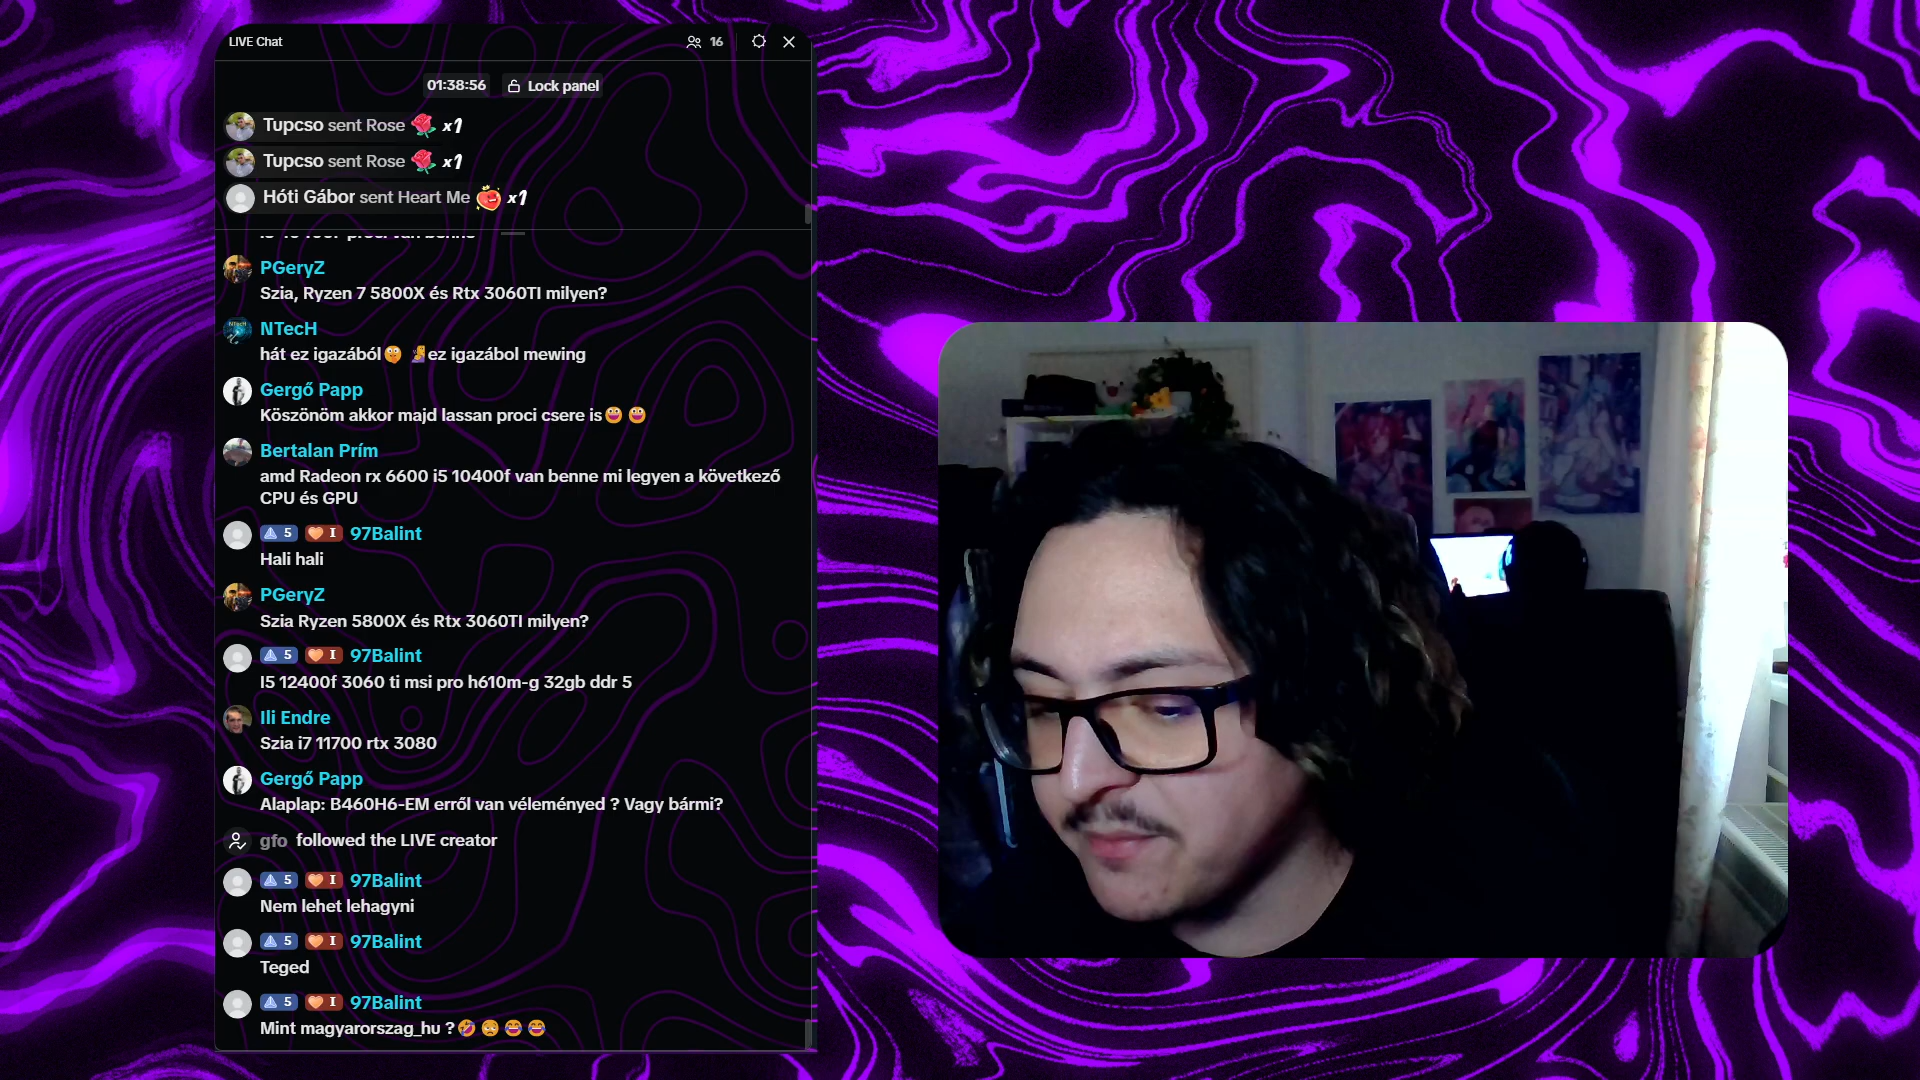 LIVE Chat
16
01:38:56
Lock panel
Tupcso sent Rose x1
Tupcso sent Rose x1
Hóti Gábor sent Heart Me x1
PGeryZ
Szia, Ryzen 7 5800X és Rtx 3060TI milyen?
NTecH
hát ez igazából ez igazábol mewing
Gergő Papp
Köszönöm akkor majd lassan proci csere is
Bertalan Prím
amd Radeon rx 6600 i5 10400f van benne mi legyen a következő
CPU és GPU
5 I 97Balint
Hali hali
PGeryZ
Szia Ryzen 5800X és Rtx 3060TI milyen?
5 I 97Balint
I5 12400f 3060 ti msi pro h610m-g 32gb ddr 5
Ili Endre
Szia i7 11700 rtx 3080
Gergő Papp
Alaplap: B460H6-EM erről van véleményed ? Vagy bármi?
gfo followed the LIVE creator
5 I 97Balint
Nem lehet lehagyni
5 I 97Balint
Teged
5 I 97Balint
Mint magyarorszag_hu ?